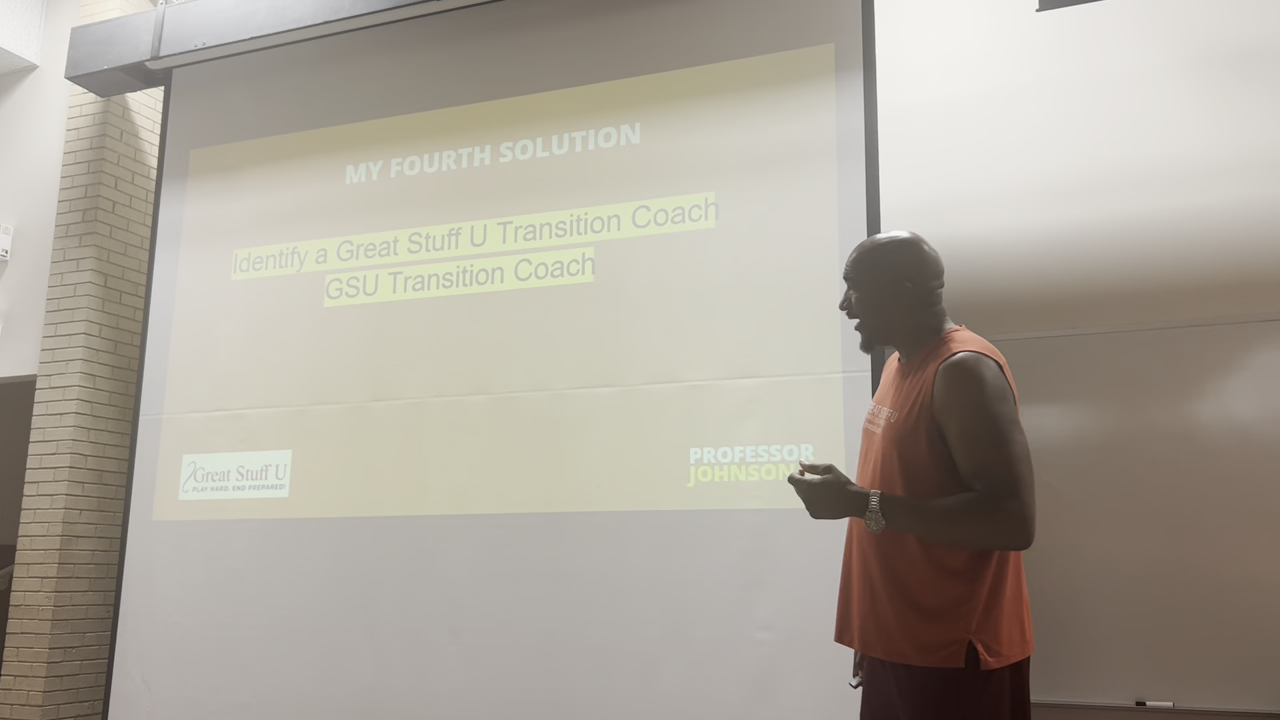 MY FOURTH SOLUTION
Identify a Great Stuff U Transition Coach
GSU Transition Coach
Great Stuff U
PLAY HARD. END PREPARED!
PROFESSOR
JOHNSON